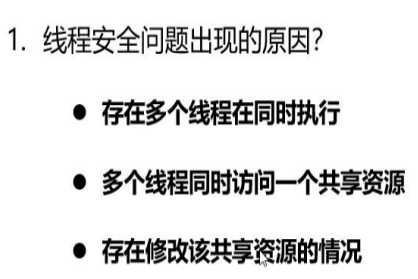 1. 线程安全问题出现的原因?
● 存在多个线程在同时执行
● 多个线程同时访问一个共享资源
● 存在修改该共享资源的情况